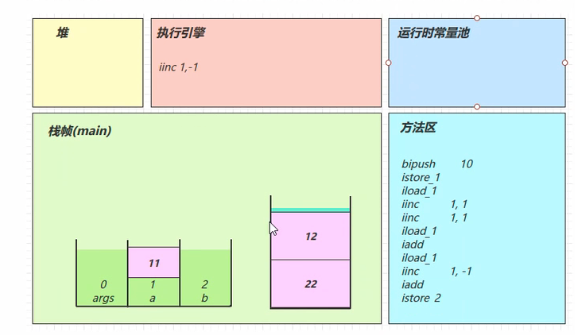 堆
执行引擎
iinc 1,-1
运行时常量池
栈帧(main)
12
22
11
0 1 2
args a b
方法区
bipush 10
istore_1
iload_1
iinc 1, 1
iinc 1, 1
iload_1
iadd
iload_1
iinc 1, -1
iadd
istore 2